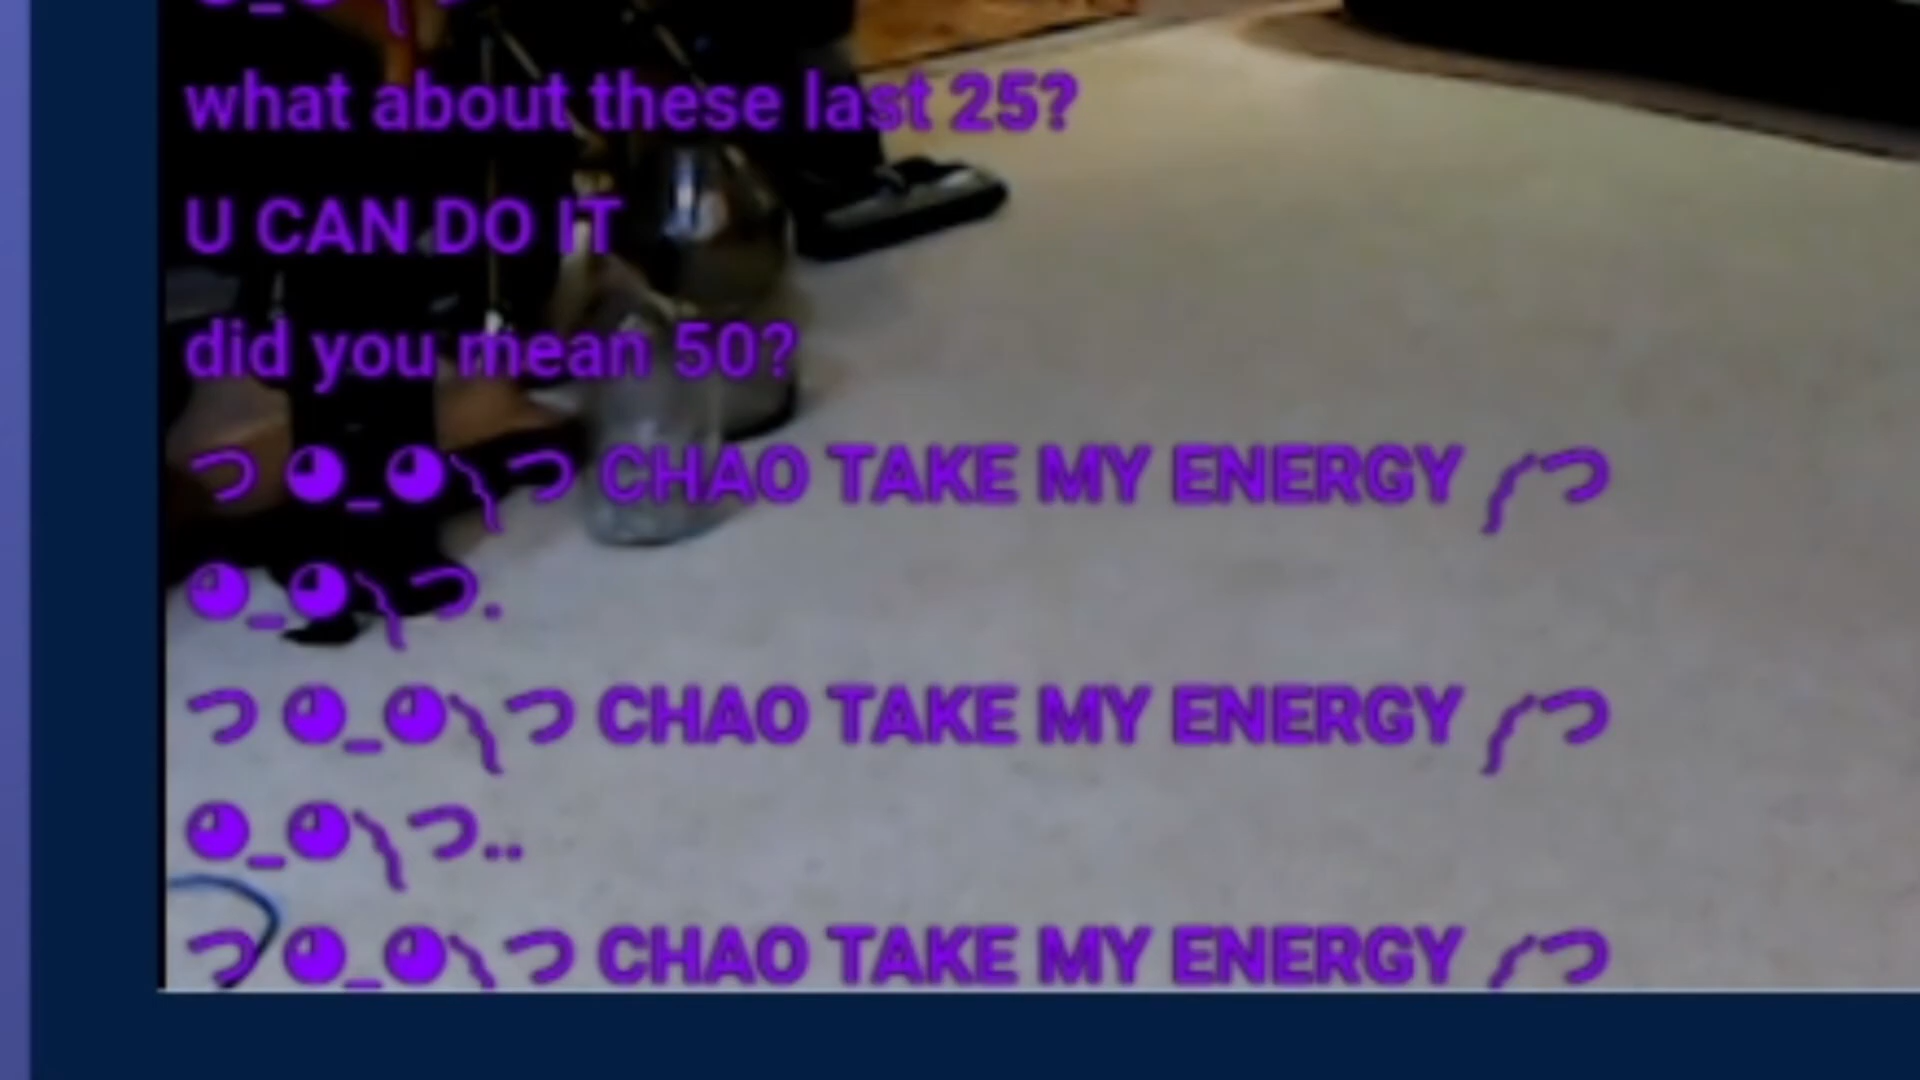 what about these last 25?
U CAN DO IT
did you mean 50?
つ ◕_◕༽つ CHAO TAKE MY ENERGY ༼つ
◕_◕༽つ.
つ ◕_◕༽つ CHAO TAKE MY ENERGY ༼つ
◕_◕༽つ..
つ ◕_◕༽つ CHAO TAKE MY ENERGY ༼つ